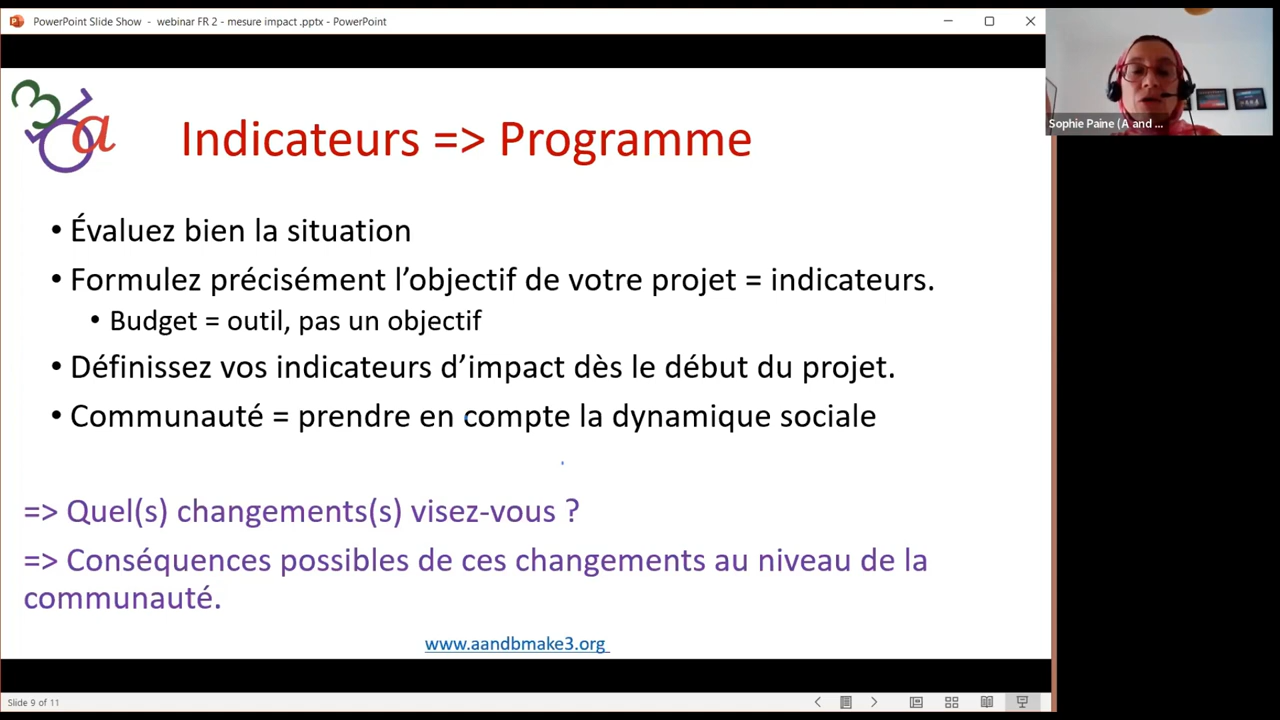 PowerPoint Slide Show - webinar FR 2 - mesure impact .pptx - PowerPoint
Sophie Paine (A and ...
36a
Indicateurs => Programme
• Évaluez bien la situation
• Formulez précisément l’objectif de votre projet = indicateurs.
• Budget = outil, pas un objectif
• Définissez vos indicateurs d’impact dès le début du projet.
• Communauté = prendre en compte la dynamique sociale
=> Quel(s) changements(s) visez-vous ?
=> Conséquences possibles de ces changements au niveau de la
communauté.
www.aandbmake3.org
Slide 9 of 11